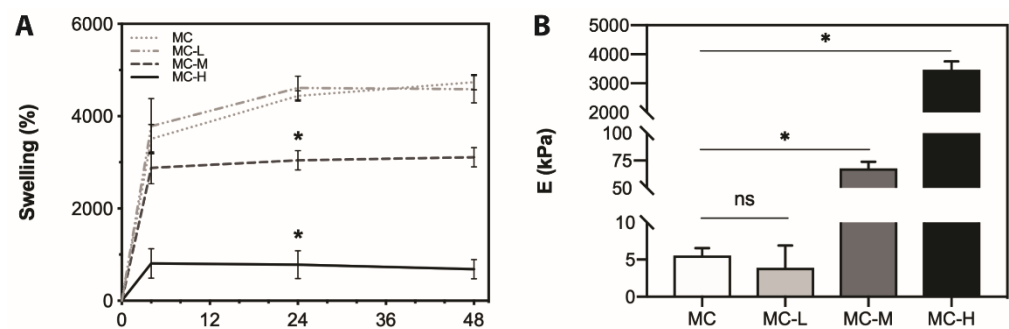 A
Swelling (%)
6000
4000
2000
0
MC
MC-L
MC-M
MC-H
*
*
0 12 24 36 48
B
E (kPa)
5000
4000
3000
2000
100
75
50
10
5
0
*
*
ns
MC MC-L MC-M MC-H